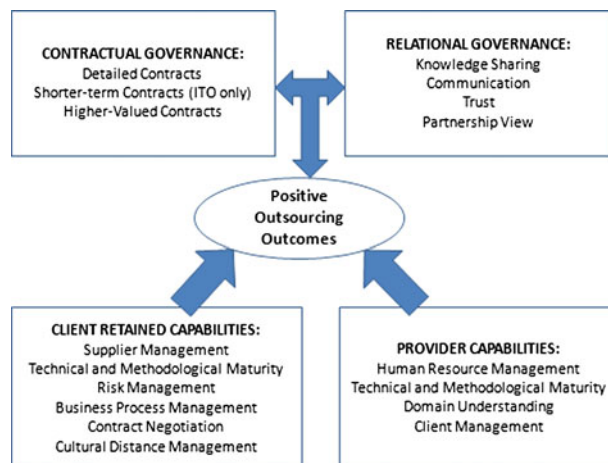 CONTRACTUAL GOVERNANCE:
Detailed Contracts
Shorter-term Contracts (ITO only)
Higher-Valued Contracts
RELATIONAL GOVERNANCE:
Knowledge Sharing
Communication
Trust
Partnership View
Positive
Outsourcing
Outcomes
CLIENT RETAINED CAPABILITIES:
Supplier Management
Technical and Methodological Maturity
Risk Management
Business Process Management
Contract Negotiation
Cultural Distance Management
PROVIDER CAPABILITIES:
Human Resource Management
Technical and Methodological Maturity
Domain Understanding
Client Management